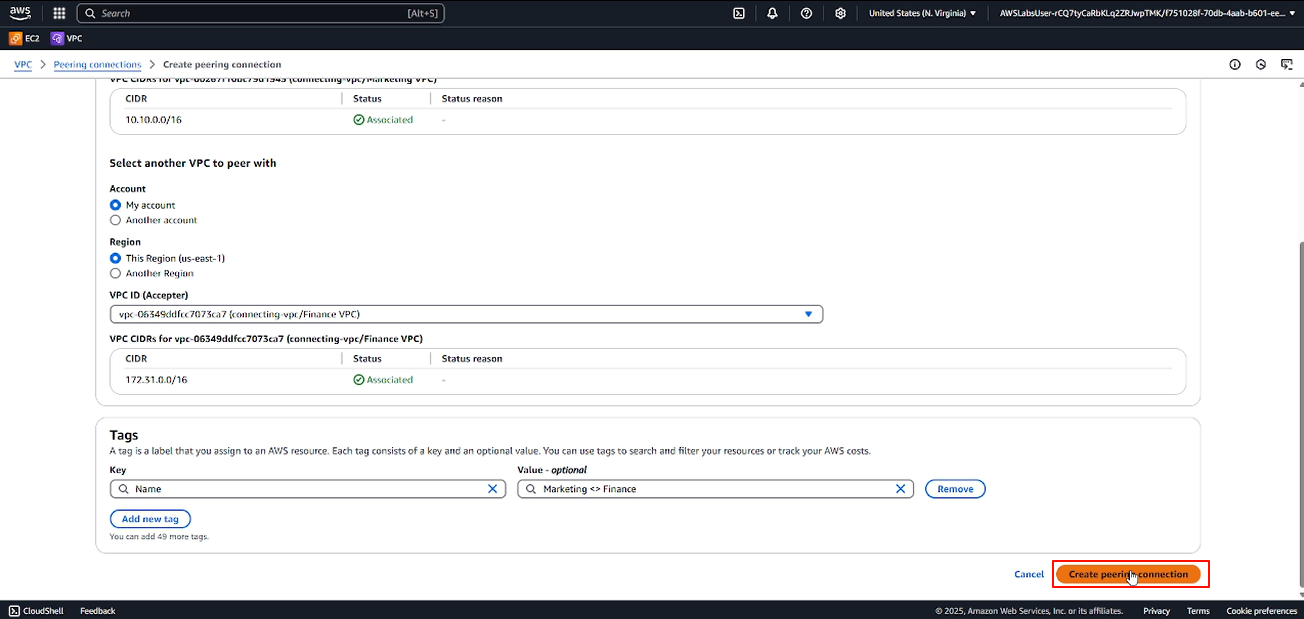 aws
Search [Alt+S]
United States (N. Virginia)
AWSLabsUser-rCQ7tyCaRbKLq2ZRJwpTMK/f751028f-70db-4aab-b601-ee...
EC2 VPC
VPC > Peering connections > Create peering connection
(connecting-vpc/Marketing VPC)
CIDR Status Status reason
10.10.0.0/16 Associated -
Select another VPC to peer with
Account
My account
Another account
Region
This Region (us-east-1)
Another Region
VPC ID (Accepter)
vpc-06349ddfcc7073ca7 (connecting-vpc/Finance VPC)
VPC CIDRs for vpc-06349ddfcc7073ca7 (connecting-vpc/Finance VPC)
CIDR Status Status reason
172.31.0.0/16 Associated -
Tags
A tag is a label that you assign to an AWS resource. Each tag consists of a key and an optional value. You can use tags to search and filter your resources or track your AWS costs.
Key Value - optional
Name Marketing <> Finance Remove
Add new tag
You can add 49 more tags.
Cancel Create peering connection
CloudShell Feedback © 2025, Amazon Web Services, Inc. or its affiliates. Privacy Terms Cookie preferences